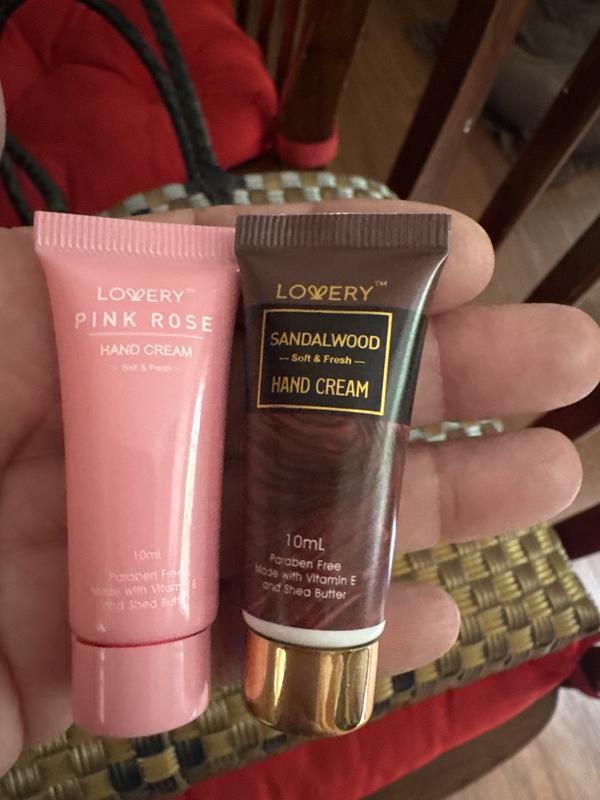 LOVERY™
PINK ROSE
HAND CREAM
- Soft & Fresh -
10mL
Paraben Free
Made with Vitamin E
and Shea Butter
LOVERY™
SANDALWOOD
— Soft & Fresh —
HAND CREAM
10mL
Paraben Free
Made with Vitamin E
and Shea Butter